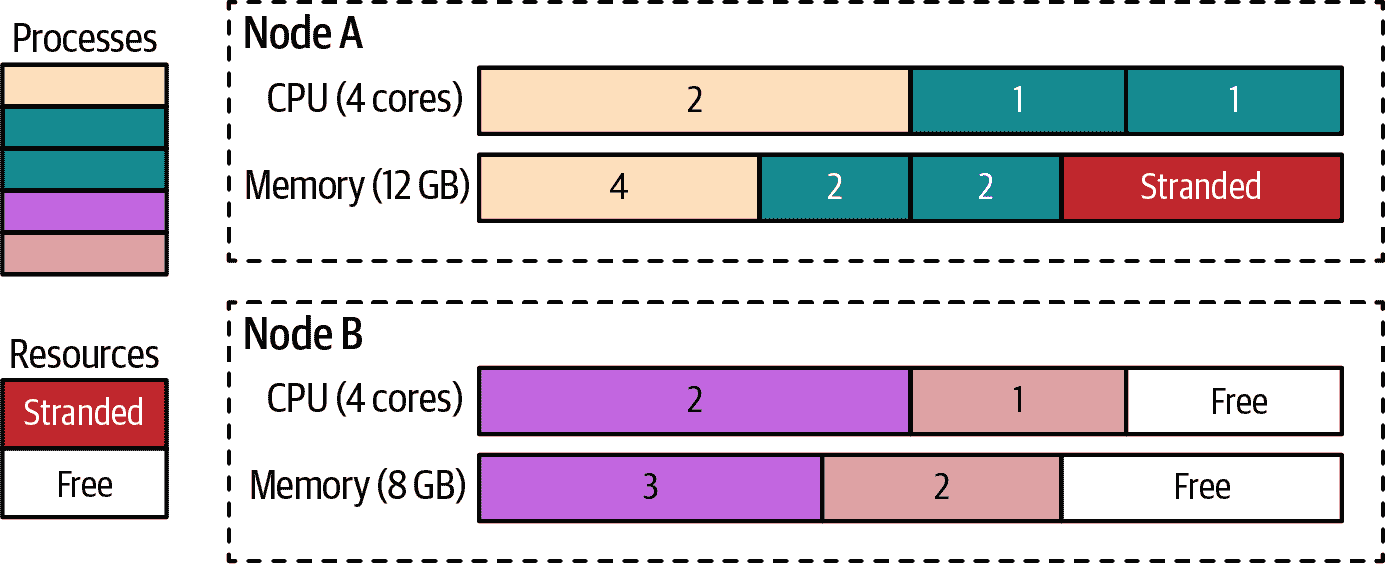 Processes
Resources
Stranded
Free
Node A
CPU (4 cores) 2 1 1
Memory (12 GB) 4 2 2 Stranded
Node B
CPU (4 cores) 2 1 Free
Memory (8 GB) 3 2 Free